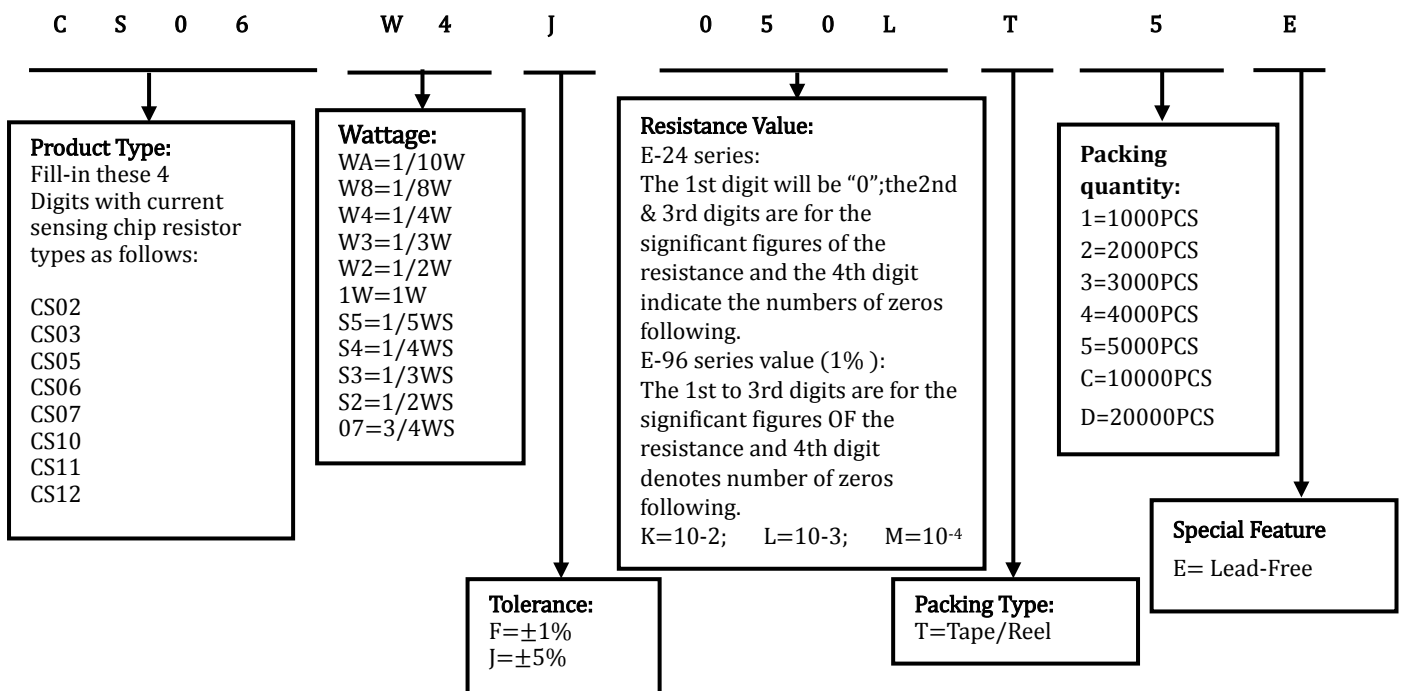 C S 0 6 W 4 J 0 5 0 L T 5 E
Product Type:
Fill-in these 4
Digits with current
sensing chip resistor
types as follows:
CS02
CS03
CS05
CS06
CS07
CS10
CS11
CS12
Wattage:
WA=1/10W
W8=1/8W
W4=1/4W
W3=1/3W
W2=1/2W
1W=1W
S5=1/5WS
S4=1/4WS
S3=1/3WS
S2=1/2WS
07=3/4WS
Tolerance:
F=±1%
J=±5%
Resistance Value:
E-24 series:
The 1st digit will be “0”;the2nd
& 3rd digits are for the
significant figures of the
resistance and the 4th digit
indicate the numbers of zeros
following.
E-96 series value (1% ):
The 1st to 3rd digits are for the
significant figures OF the
resistance and 4th digit
denotes number of zeros
following.
K=10-2; L=10-3; M=10-4
Packing Type:
T=Tape/Reel
Packing
quantity:
1=1000PCS
2=2000PCS
3=3000PCS
4=4000PCS
5=5000PCS
C=10000PCS
D=20000PCS
Special Feature
E= Lead-Free